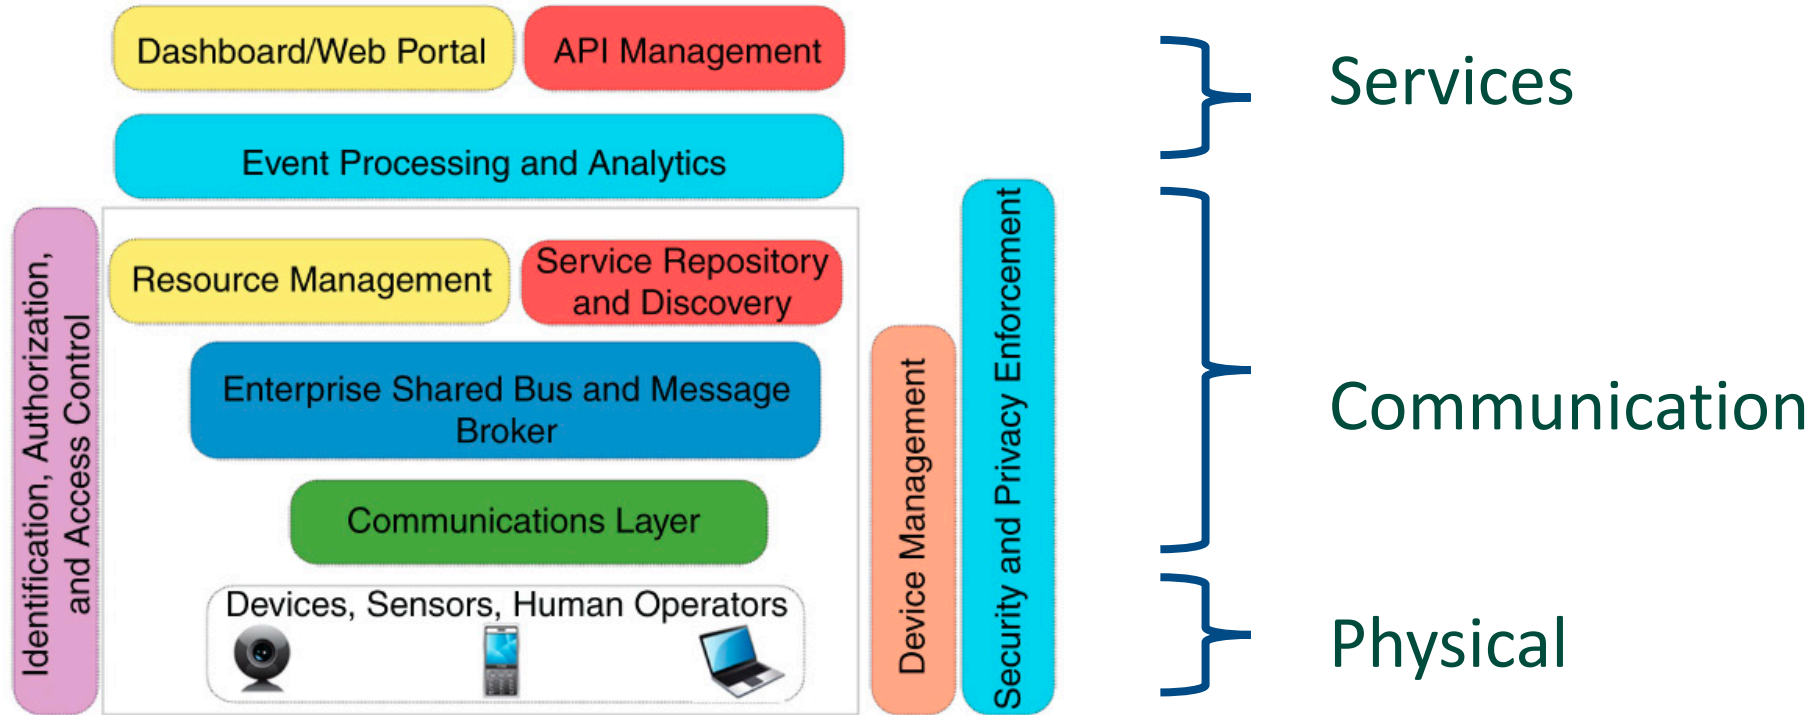 Dashboard/Web Portal
API Management
Services
Event Processing and Analytics
Identification, Authorization,
and Access Control
Resource Management
Service Repository
and Discovery
Enterprise Shared Bus and Message
Broker
Communications Layer
Devices, Sensors, Human Operators
Device Management
Security and Privacy Enforcement
Communication
Physical